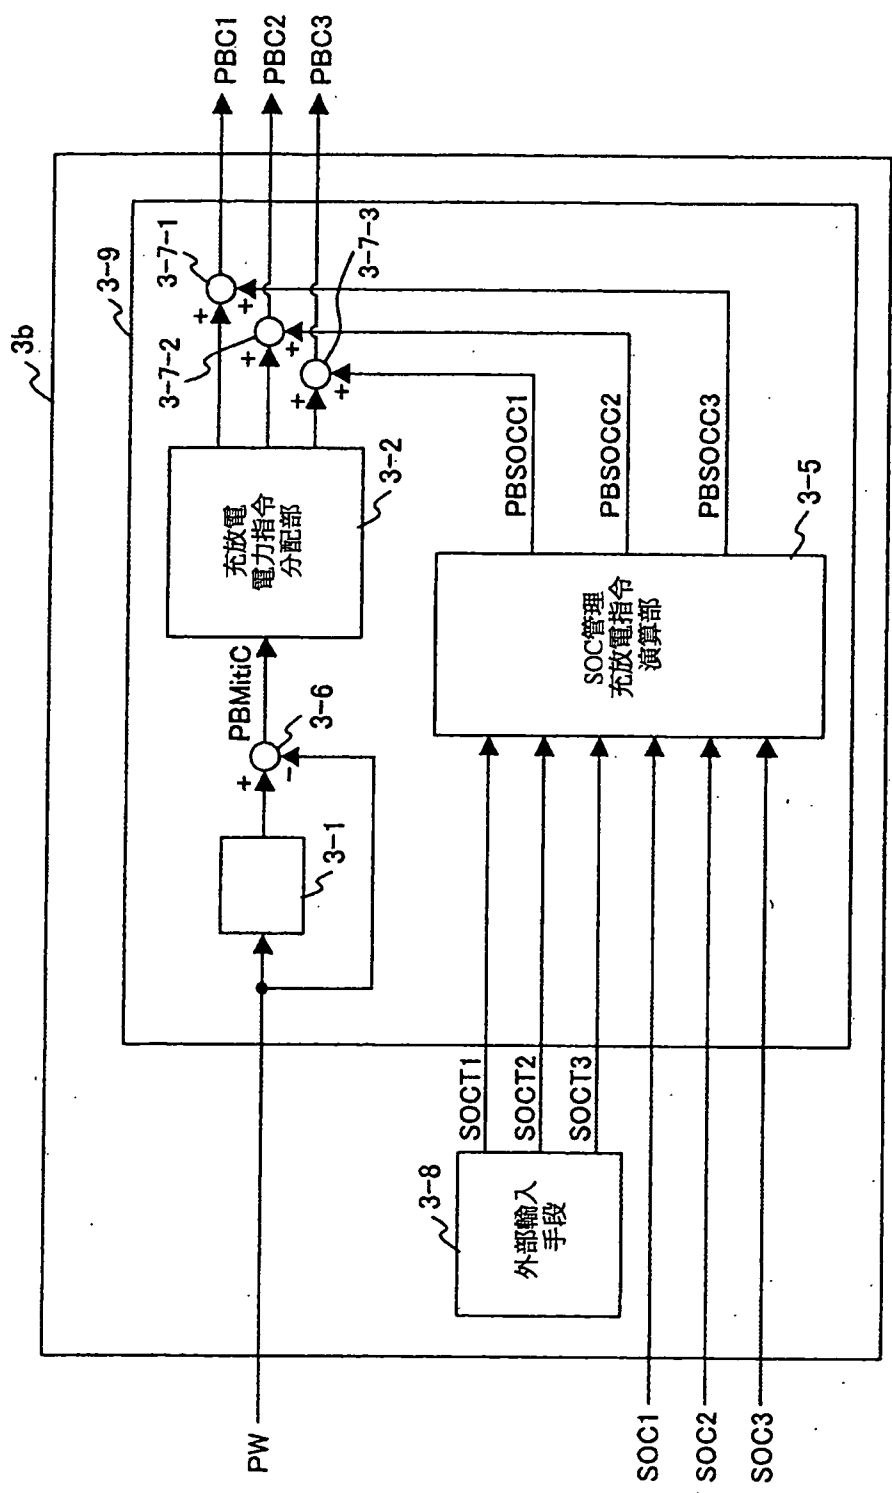 3b
3-9
PW
3-1
+
-
3-6
PBMitiC
充放電
電力指令
分配部
3-2
+
+
3-7-1
+
+
3-7-2
+
+
3-7-3
PBC1
PBC2
PBC3
3-8
外部輸入
手段
SOCT1
SOCT2
SOCT3
SOC1
SOC2
SOC3
SOC管理
充放電指令
演算部
3-5
PBSOCC1
PBSOCC2
PBSOCC3